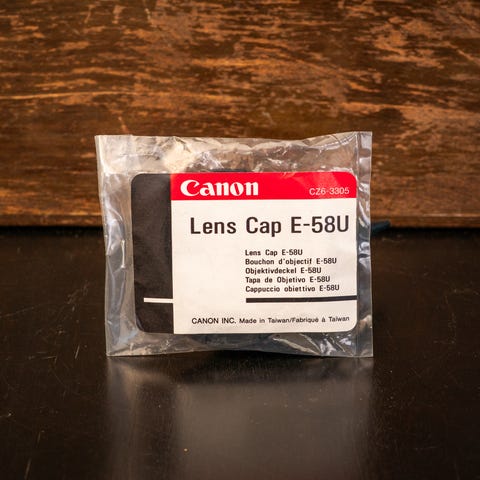 Canon CZ6-3305
Lens Cap E-58U
Lens Cap E-58U
Bouchon d'objectif E-58U
Objektivdeckel E-58U
Tapa de Objetivo E-58U
Cappuccio obiettivo E-58U
CANON INC. Made in Taiwan/Fabriqué à Taiwan